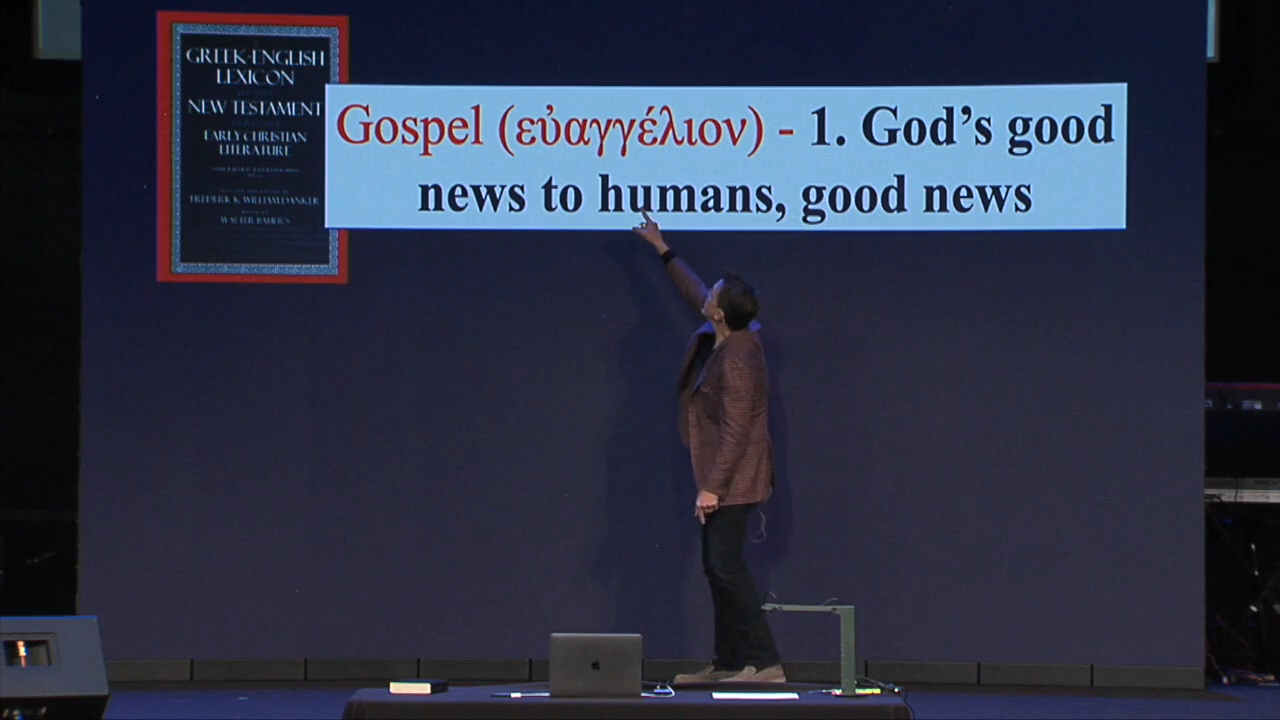 GREEK-ENGLISH
LEXICON
NEW TESTAMENT
EARLY CHRISTIAN
LITERATURE
FREDERICK WILLIAM DANKER
WALTER BAUER'S
Gospel (εὐαγγέλιον) - 1. God’s good
news to humans, good news